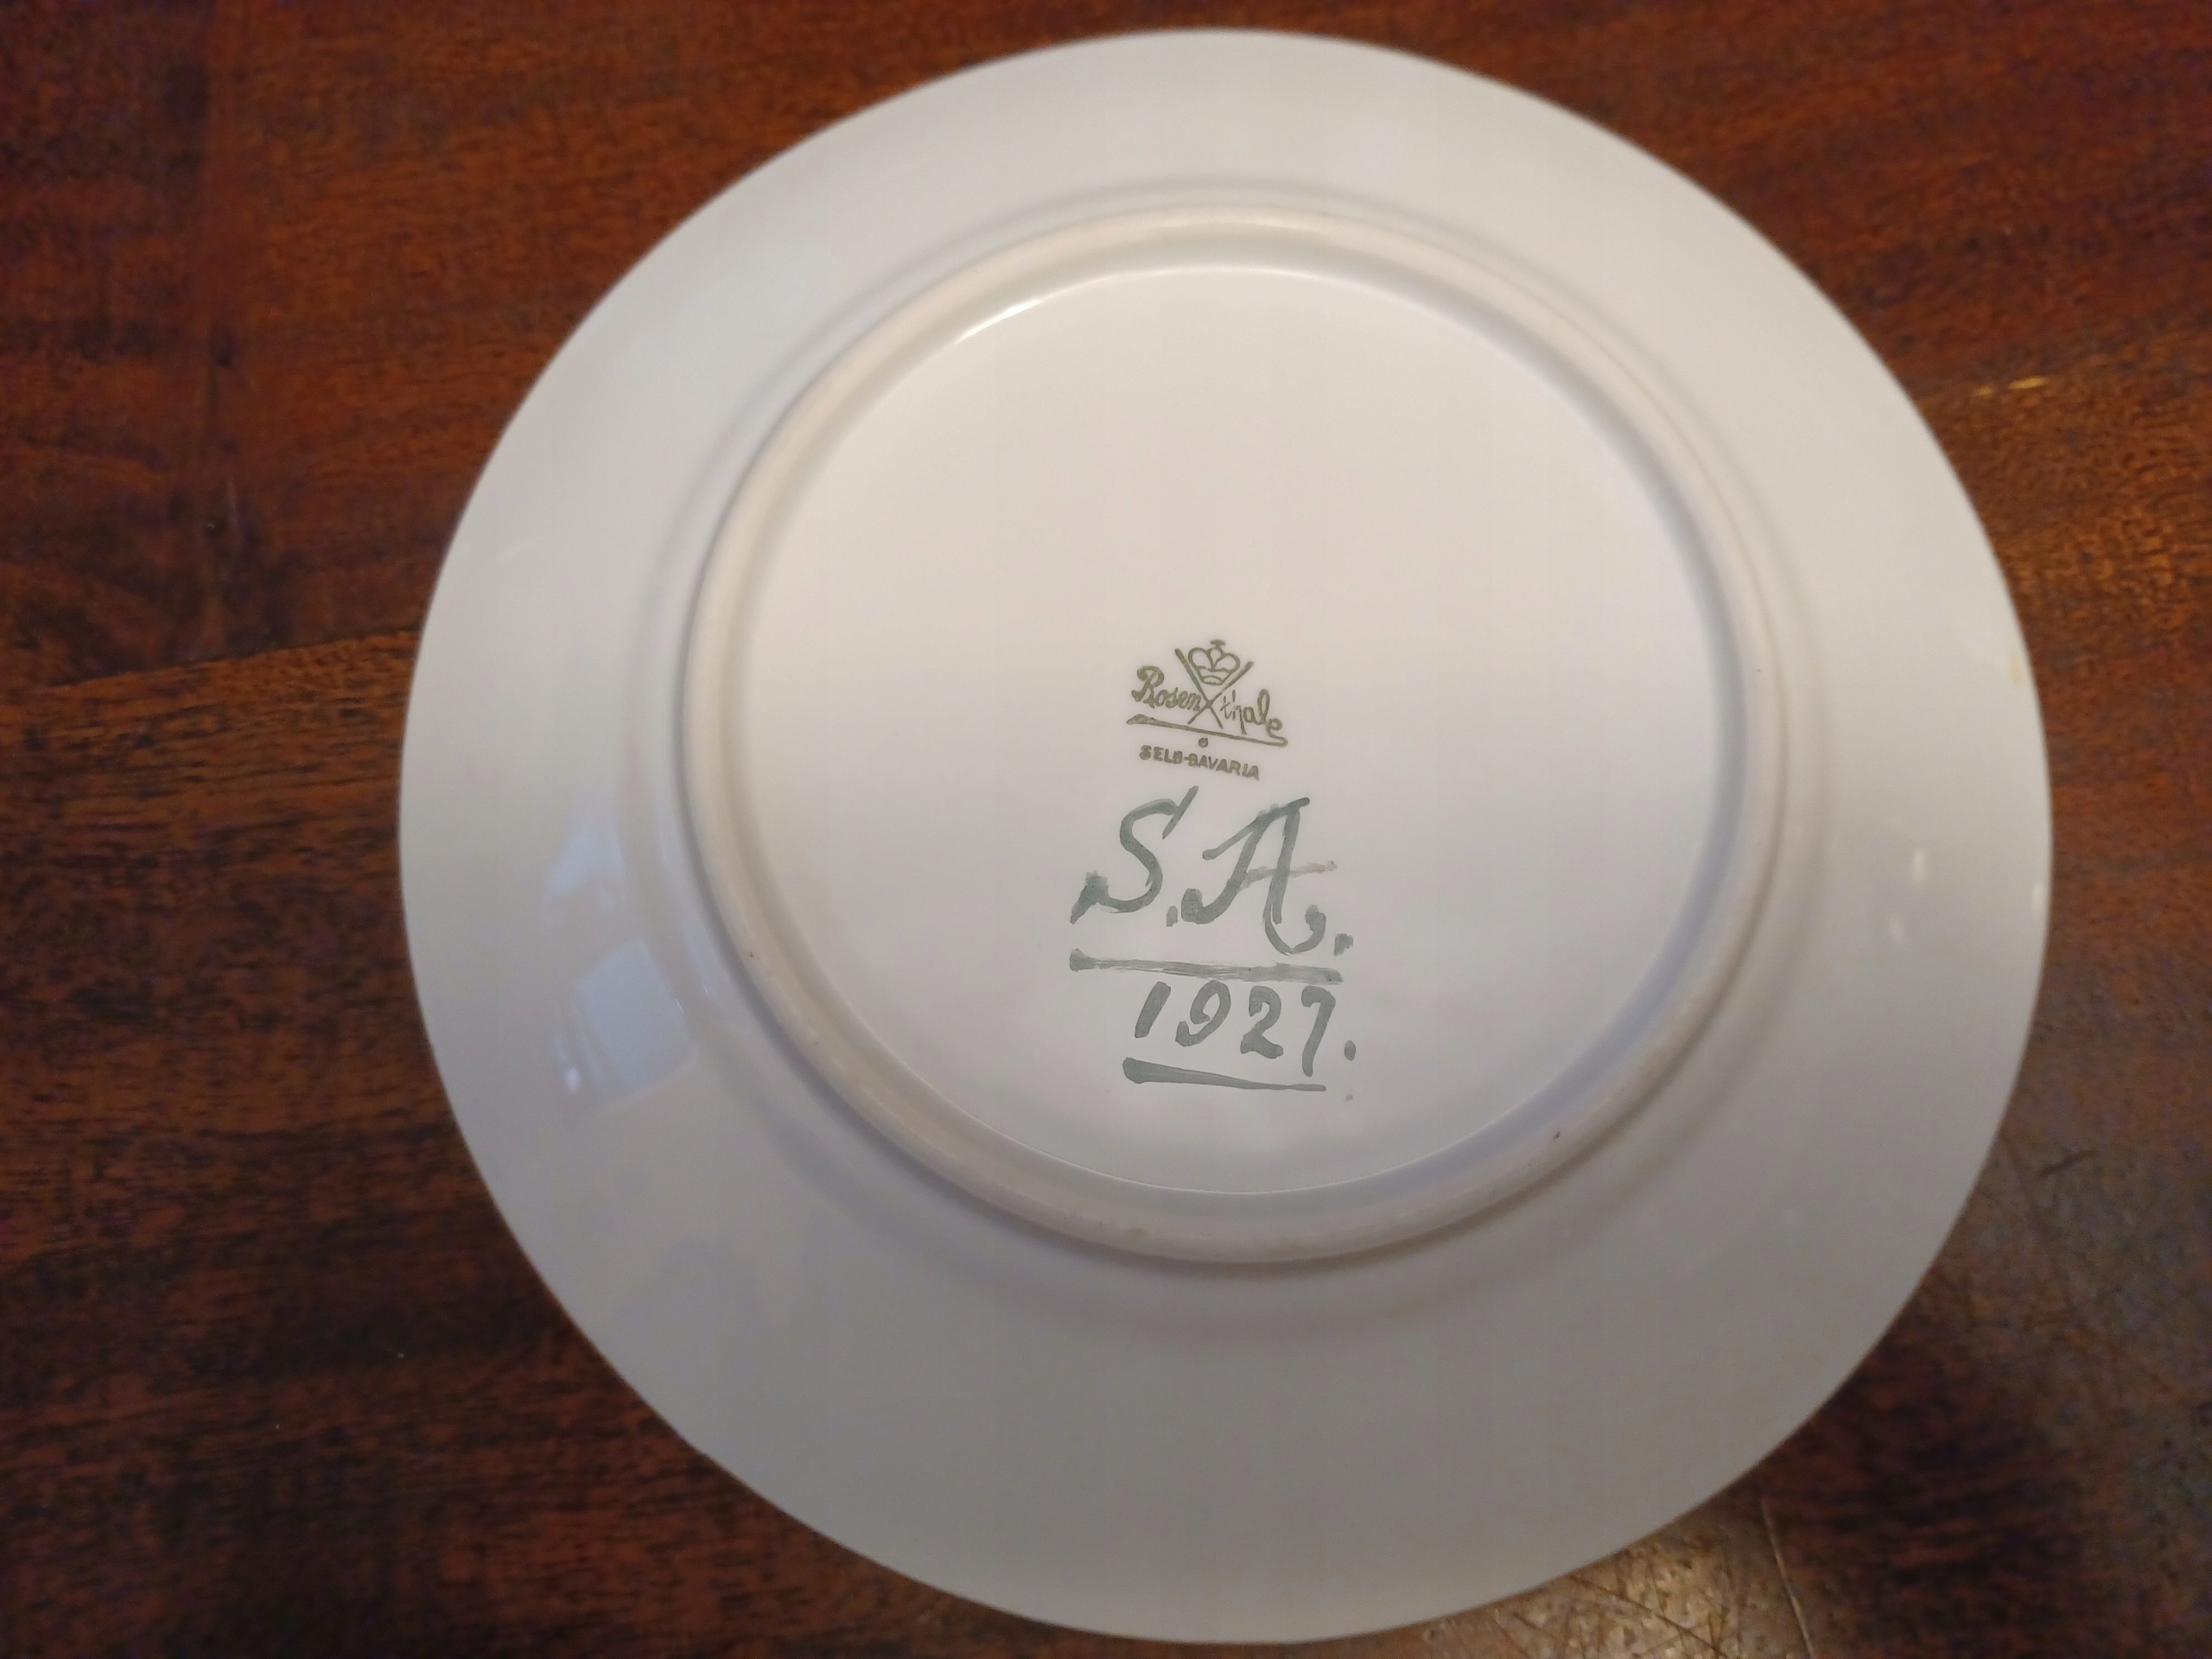 Rosenthal
SELB-BAVARIA
S.A.
1927.